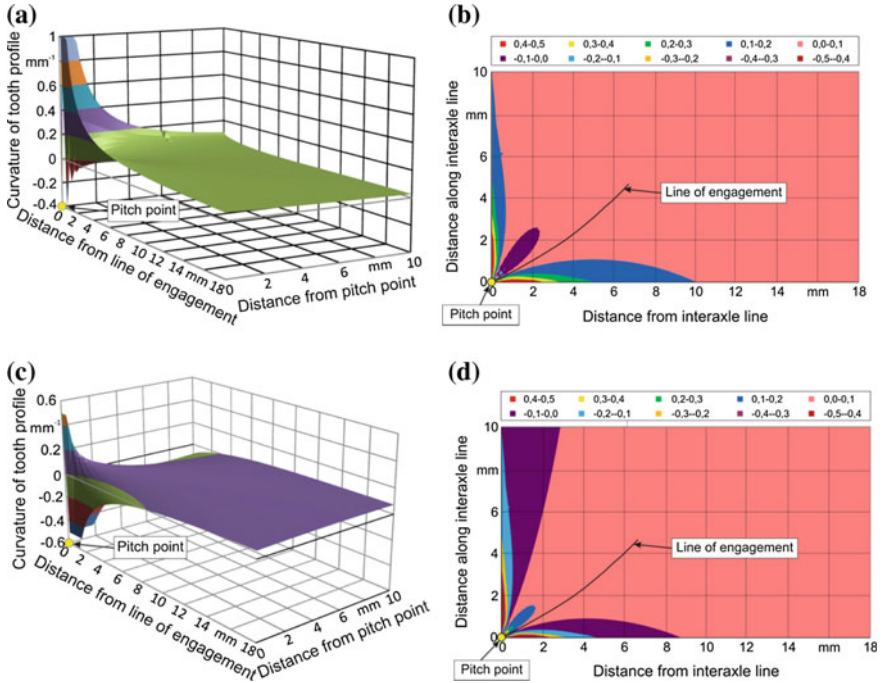 (a)
1
mm⁻¹
0.6
0.4
0.2
0
-0.2
-0.4
Curvature of tooth profile
Pitch point
0 2 4 6 8 10 12 14 mm 18
Distance from line of engagement
0 2 4 6 mm 10
Distance from pitch point
(b)
0,4-0,5 0,3-0,4 0,2-0,3 0,1-0,2 0,0-0,1
-0,1-0,0 -0,2--0,1 -0,3--0,2 -0,4--0,3 -0,5--0,4
10
mm
6
4
2
0
Distance along interaxle line
Line of engagement
0 2 4 6 8 10 12 14 mm 18
Pitch point
Distance from interaxle line
(c)
0.6
mm⁻¹
0.2
0
-0.2
-0.4
-0.6
Curvature of tooth profile
Pitch point
0 2 4 6 8 10 12 14 mm 18
Distance from line of engagement
0 2 4 6 mm 10
Distance from pitch point
(d)
0,4-0,5 0,3-0,4 0,2-0,3 0,1-0,2 0,0-0,1
-0,1-0,0 -0,2--0,1 -0,3--0,2 -0,4--0,3 -0,5--0,4
10
mm
6
4
2
0
Distance along interaxle line
Line of engagement
0 2 4 6 8 10 12 14 mm 18
Pitch point
Distance from interaxle line